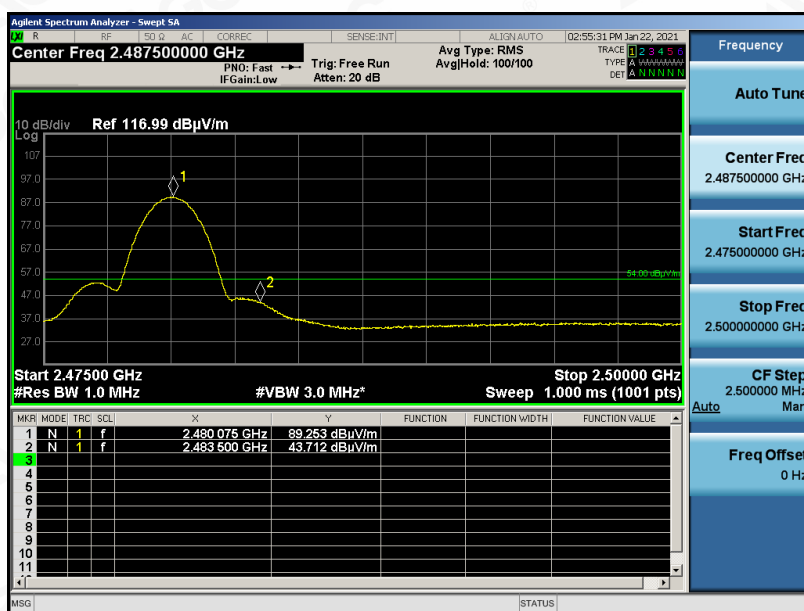 Agilent Spectrum Analyzer - Swept SA
LXI R RF 50 Ω AC CORREC SENSE:INT ALIGN AUTO 02:55:31 PM Jan 22, 2021
Center Freq 2.487500000 GHz
PNO: Fast
IFGain:Low
Trig: Free Run
Atten: 20 dB
Avg Type: RMS
Avg|Hold: 100/100
TRACE 1 2 3 4 5 6
TYPE A WWWWW
DET A N N N N N
10 dB/div Ref 116.99 dBµV/m
Log
107
97.0
87.0
77.0
67.0
57.0
47.0
37.0
27.0
1
2
54.00 dBµV/m
Start 2.47500 GHz Stop 2.50000 GHz
#Res BW 1.0 MHz #VBW 3.0 MHz* Sweep 1.000 ms (1001 pts)
MKR MODE TRC SCL X Y FUNCTION FUNCTION WIDTH FUNCTION VALUE
1 N 1 f 2.480 075 GHz 89.253 dBµV/m
2 N 1 f 2.483 500 GHz 43.712 dBµV/m
3
4
5
6
7
8
9
10
11
MSG STATUS
Frequency
Auto Tune
Center Freq
2.487500000 GHz
Start Freq
2.475000000 GHz
Stop Freq
2.500000000 GHz
CF Step
2.500000 MHz
Auto Man
Freq Offset
0 Hz